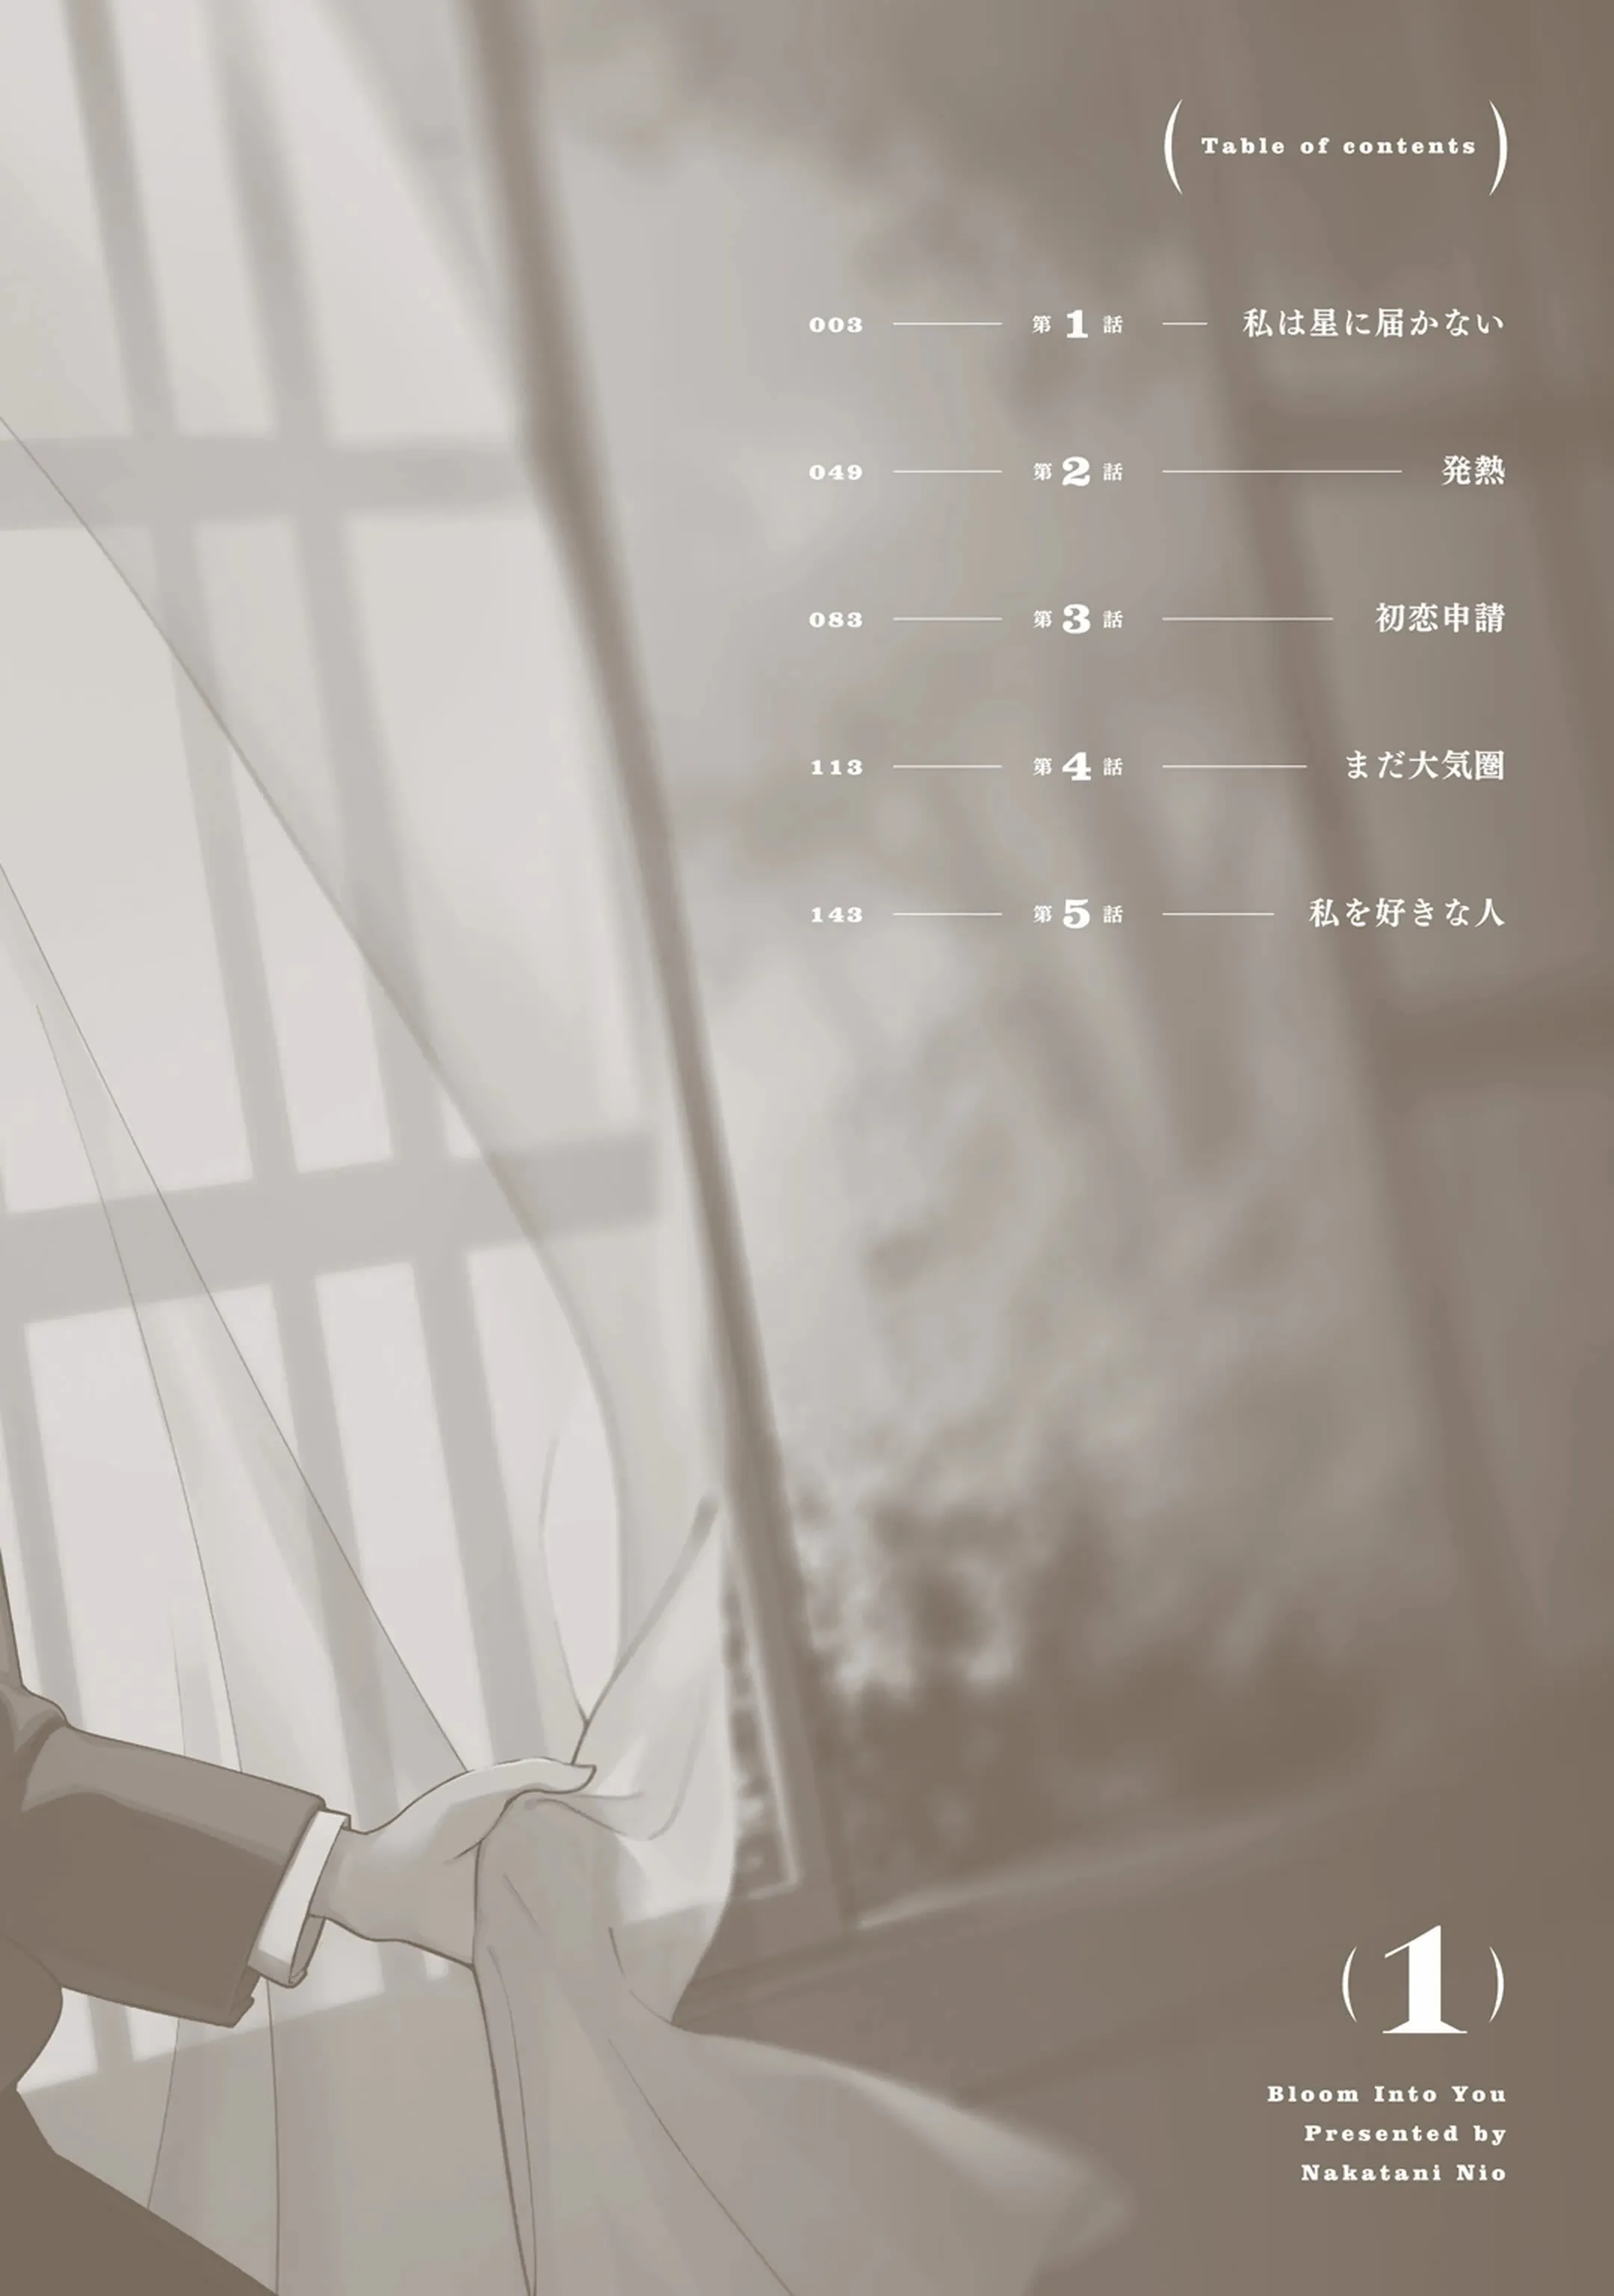 Table of contents
003 第1話 私は星に届かない
049 第2話 発熱
083 第3話 初恋申請
113 第4話 まだ大気圏
143 第5話 私を好きな人
(1)
Bloom Into You
Presented by
Nakatani Nio